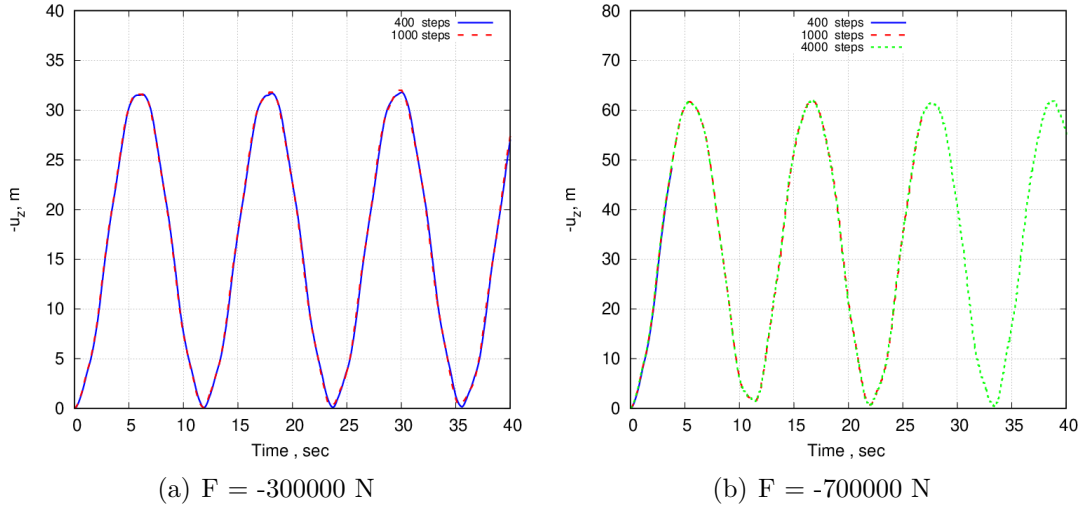 400 steps
1000 steps
40
35
30
25
20
15
10
5
0
-u_z, m
0 5 10 15 20 25 30 35 40
Time , sec
(a) F = -300000 N
400 steps
1000 steps
4000 steps
80
70
60
50
40
30
20
10
0
-u_z, m
0 5 10 15 20 25 30 35 40
Time , sec
(b) F = -700000 N